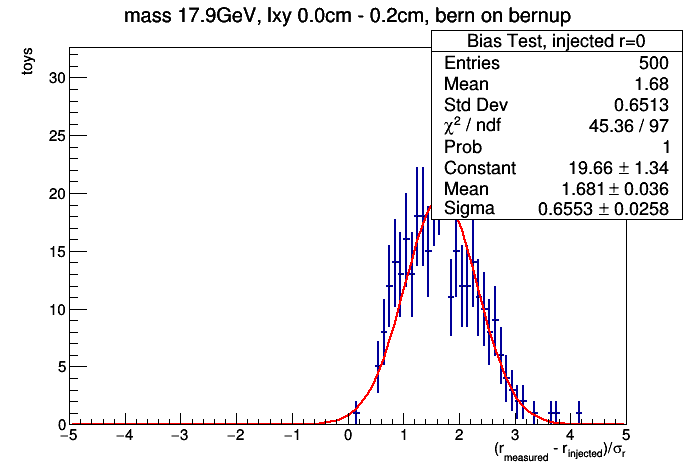 mass 17.9GeV, lxy 0.0cm - 0.2cm, bern on bernup
Bias Test, injected r=0
Entries 500
Mean 1.68
Std Dev 0.6513
χ² / ndf 45.36 / 97
Prob 1
Constant 19.66 ± 1.34
Mean 1.681 ± 0.036
Sigma 0.6553 ± 0.0258
toys
30
25
20
15
10
5
0
−5 −4 −3 −2 −1 0 1 2 3 4 5
(r_measured - r_injected)/σ_r